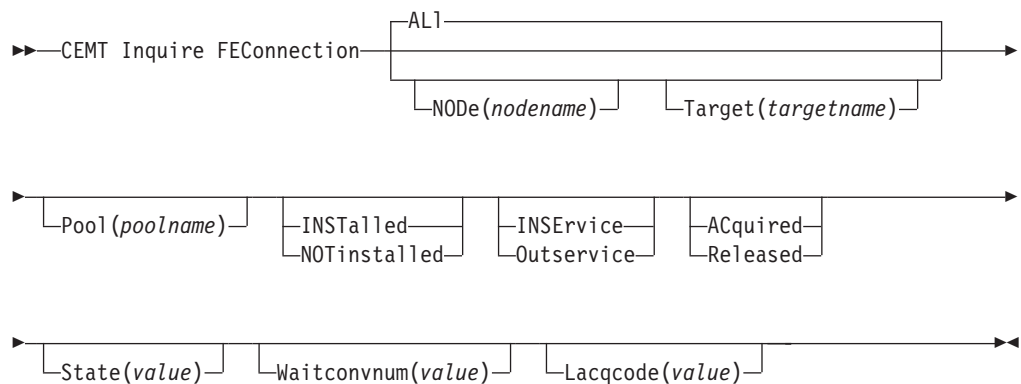 ALl
CEMT Inquire FEConnection
NODe(nodename) Target(targetname)
Pool(poolname) INSTalled INSErvice ACquired
NOTinstalled Outservice Released
State(value) Waitconvnum(value) Lacqcode(value)